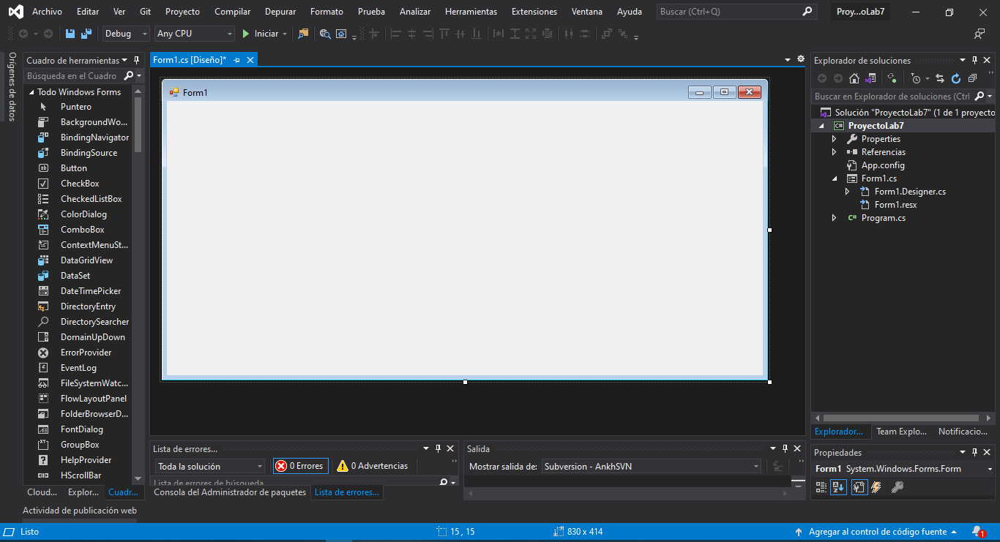 Archivo Editar Ver Git Proyecto Compilar Depurar Formato Prueba Analizar Herramientas Extensiones Ventana Ayuda Buscar (Ctrl+Q) Proy...oLab7
Debug Any CPU Iniciar
Orígenes de datos
Cuadro de herramientas
Búsqueda en el Cuadro
Todo Windows Forms
Puntero
BackgroundWo...
BindingNavigator
BindingSource
Button
CheckBox
CheckedListBox
ColorDialog
ComboBox
ContextMenuSt...
DataGridView
DataSet
DateTimePicker
DirectoryEntry
DirectorySearcher
DomainUpDown
ErrorProvider
EventLog
FileSystemWatc...
FlowLayoutPanel
FolderBrowserD...
FontDialog
GroupBox
HelpProvider
HScrollBar
Cloud... Explor... Cuadr...
Form1.cs [Diseño]*
Form1
Lista de errores...
Toda la solución 0 Errores 0 Advertencias
Lista de errores de búsqueda
Consola del Administrador de paquetes Lista de errores...
Salida
Mostrar salida de: Subversion - AnkhSVN
Explorador de soluciones
Buscar en Explorador de soluciones (Ctrl
Solución "ProyectoLab7" (1 de 1 proyecto
C# ProyectoLab7
Properties
Referencias
App.config
Form1.cs
Form1.Designer.cs
Form1.resx
C# Program.cs
Explorador... Team Explo... Notificacio...
Propiedades
Form1 System.Windows.Forms.Form
Actividad de publicación web
Listo 15 , 15 830 x 414 Agregar al control de código fuente 1